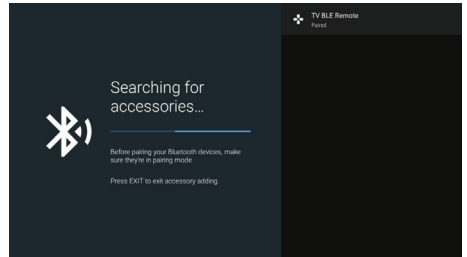 Searching for
accessories...
Before pairing your Bluetooth devices, make
sure they're in pairing mode
Press EXIT to exit accessory adding.
TV BLE Remote
Paired